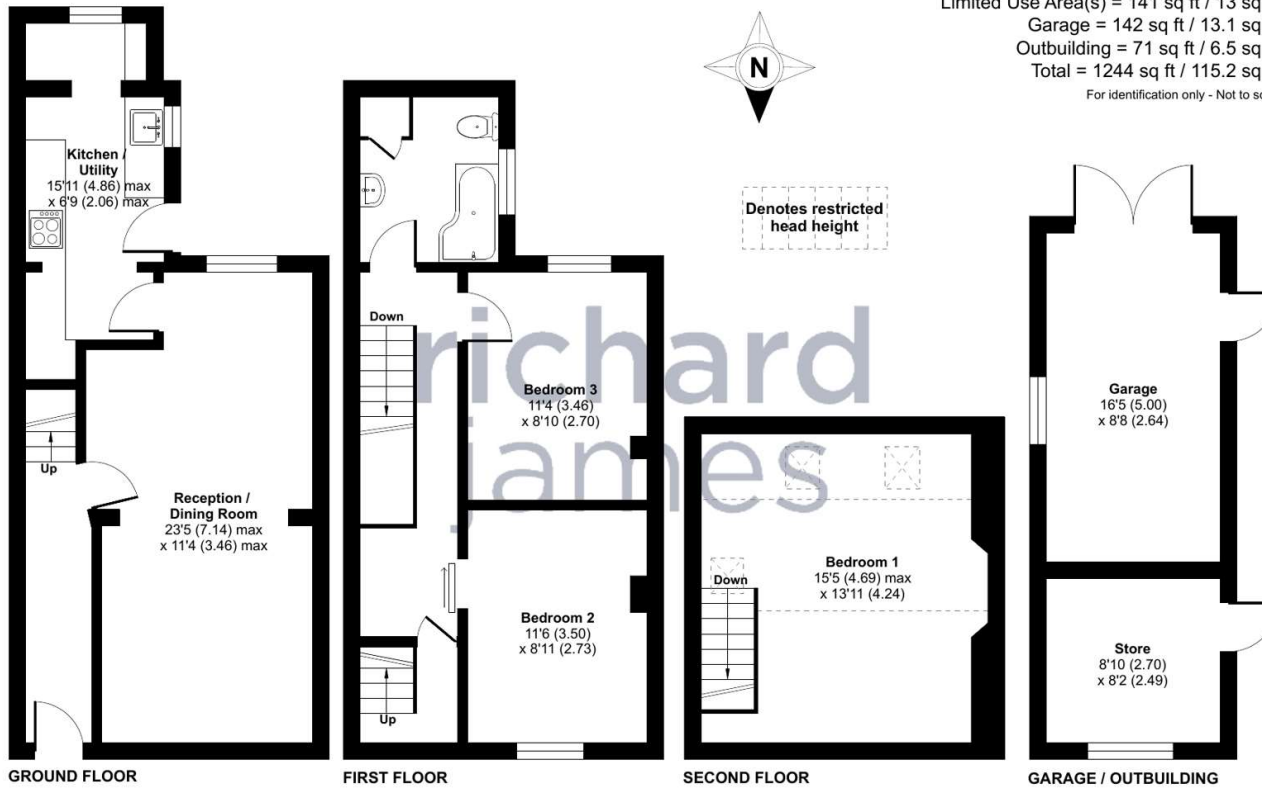 Limited Use Area(s) = 141 sq ft / 13 sq
Garage = 142 sq ft / 13.1 sq
Outbuilding = 71 sq ft / 6.5 sq
Total = 1244 sq ft / 115.2 sq
For identification only - Not to sc
N
Denotes restricted
head height
Kitchen /
Utility
15'11 (4.86) max
x 6'9 (2.06) max
Up
Reception /
Dining Room
23'5 (7.14) max
x 11'4 (3.46) max
GROUND FLOOR
Down
Bedroom 3
11'4 (3.46)
x 8'10 (2.70)
Bedroom 2
11'6 (3.50)
x 8'11 (2.73)
Up
FIRST FLOOR
richard
james
Down
Bedroom 1
15'5 (4.69) max
x 13'11 (4.24)
SECOND FLOOR
Garage
16'5 (5.00)
x 8'8 (2.64)
Store
8'10 (2.70)
x 8'2 (2.49)
GARAGE / OUTBUILDING